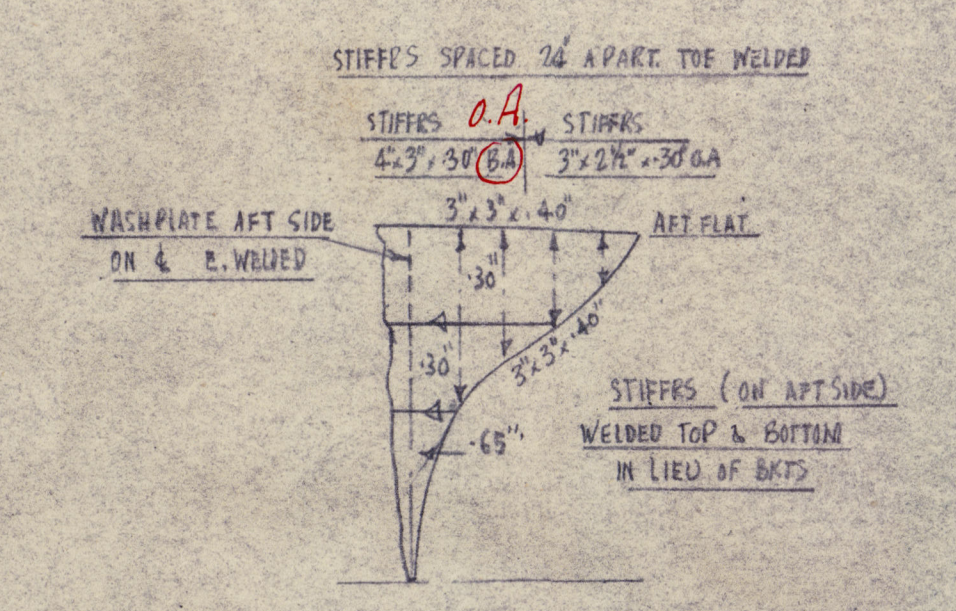 STIFFRS SPACED 24" APART. TOE WELDED
O.A.
STIFFRS
4"x3"x.30" B.A
STIFFRS
3"x2½"x.30" O.A
3"x3"x.40"
WASHPLATE AFT SIDE
ON ℄ E.WELDED
AFT FLAT
.30"
.30"
3"x3"x.40"
.65"
STIFFRS (ON AFTSIDE)
WELDED TOP & BOTTOM
IN LIEU OF BKTS